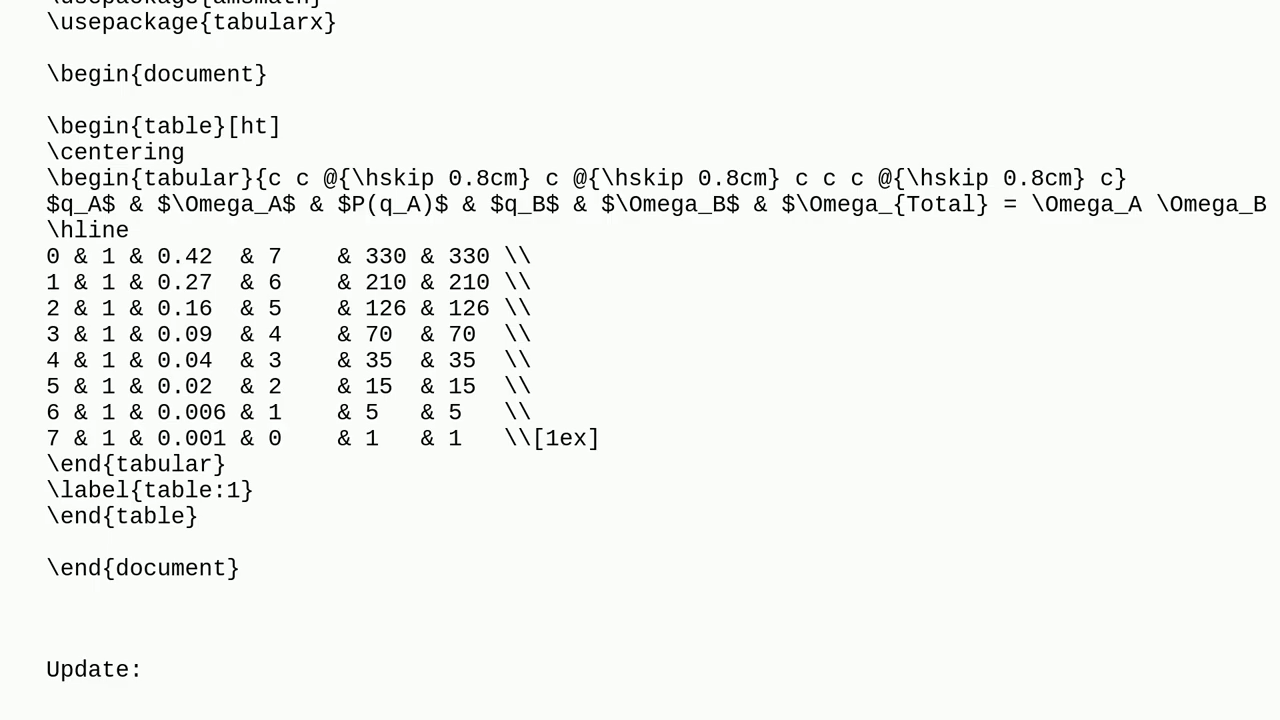 \usepackage{amsmath}
\usepackage{tabularx}
\begin{document}
\begin{table}[ht]
\centering
\begin{tabular}{c c @{\hskip 0.8cm} c @{\hskip 0.8cm} c c c @{\hskip 0.8cm} c}
$q_A$ & $\Omega_A$ & $P(q_A)$ & $q_B$ & $\Omega_B$ & $\Omega_{Total} = \Omega_A \Omega_B
\hline
0 & 1 & 0.42  & 7    & 330 & 330 \\
1 & 1 & 0.27  & 6    & 210 & 210 \\
2 & 1 & 0.16  & 5    & 126 & 126 \\
3 & 1 & 0.09  & 4    & 70  & 70  \\
4 & 1 & 0.04  & 3    & 35  & 35  \\
5 & 1 & 0.02  & 2    & 15  & 15  \\
6 & 1 & 0.006 & 1    & 5   & 5   \\
7 & 1 & 0.001 & 0    & 1   & 1   \\[1ex]
\end{tabular}
\label{table:1}
\end{table}
\end{document}
Update: